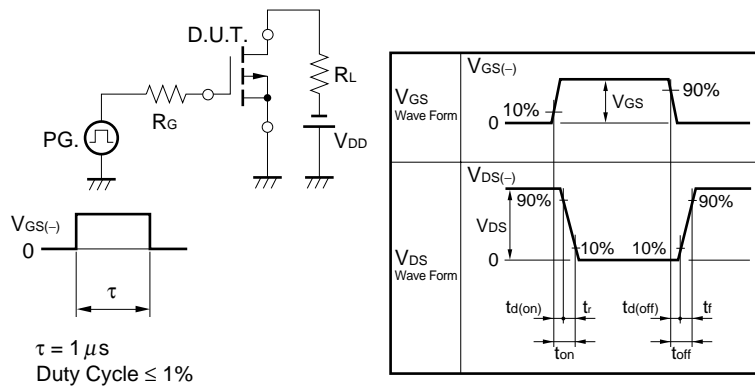 D.U.T.
RL
RG
PG.
VDD
VGS(−)
0
τ
τ = 1 μs
Duty Cycle ≤ 1%
VGS
Wave Form
VGS(−)
10%
VGS
90%
0
VDS
Wave Form
VDS(−)
90%
90%
VDS
10% 10%
0
td(on) tr td(off) tf
ton toff